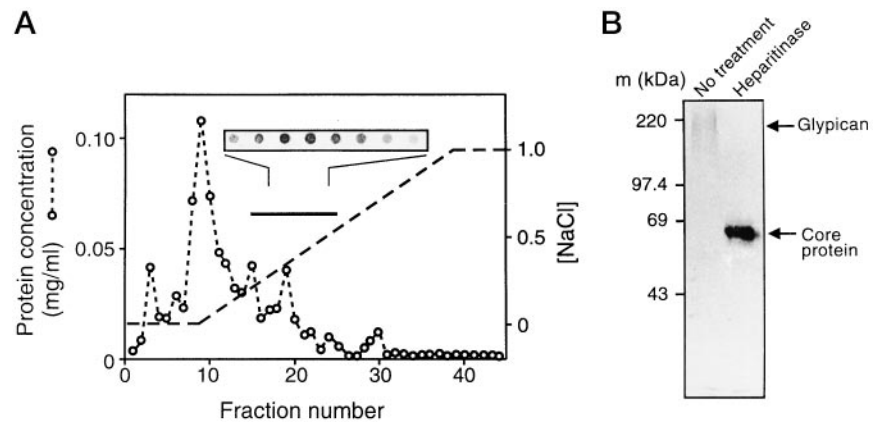 A
Protein concentration
(mg/ml)
0.10
0.05
0
1.0
0.5
0
[NaCl]
0
10
20
30
40
Fraction number
B
No treatment
Heparitinase
m (kDa)
220
97.4
69
43
Glypican
Core
protein